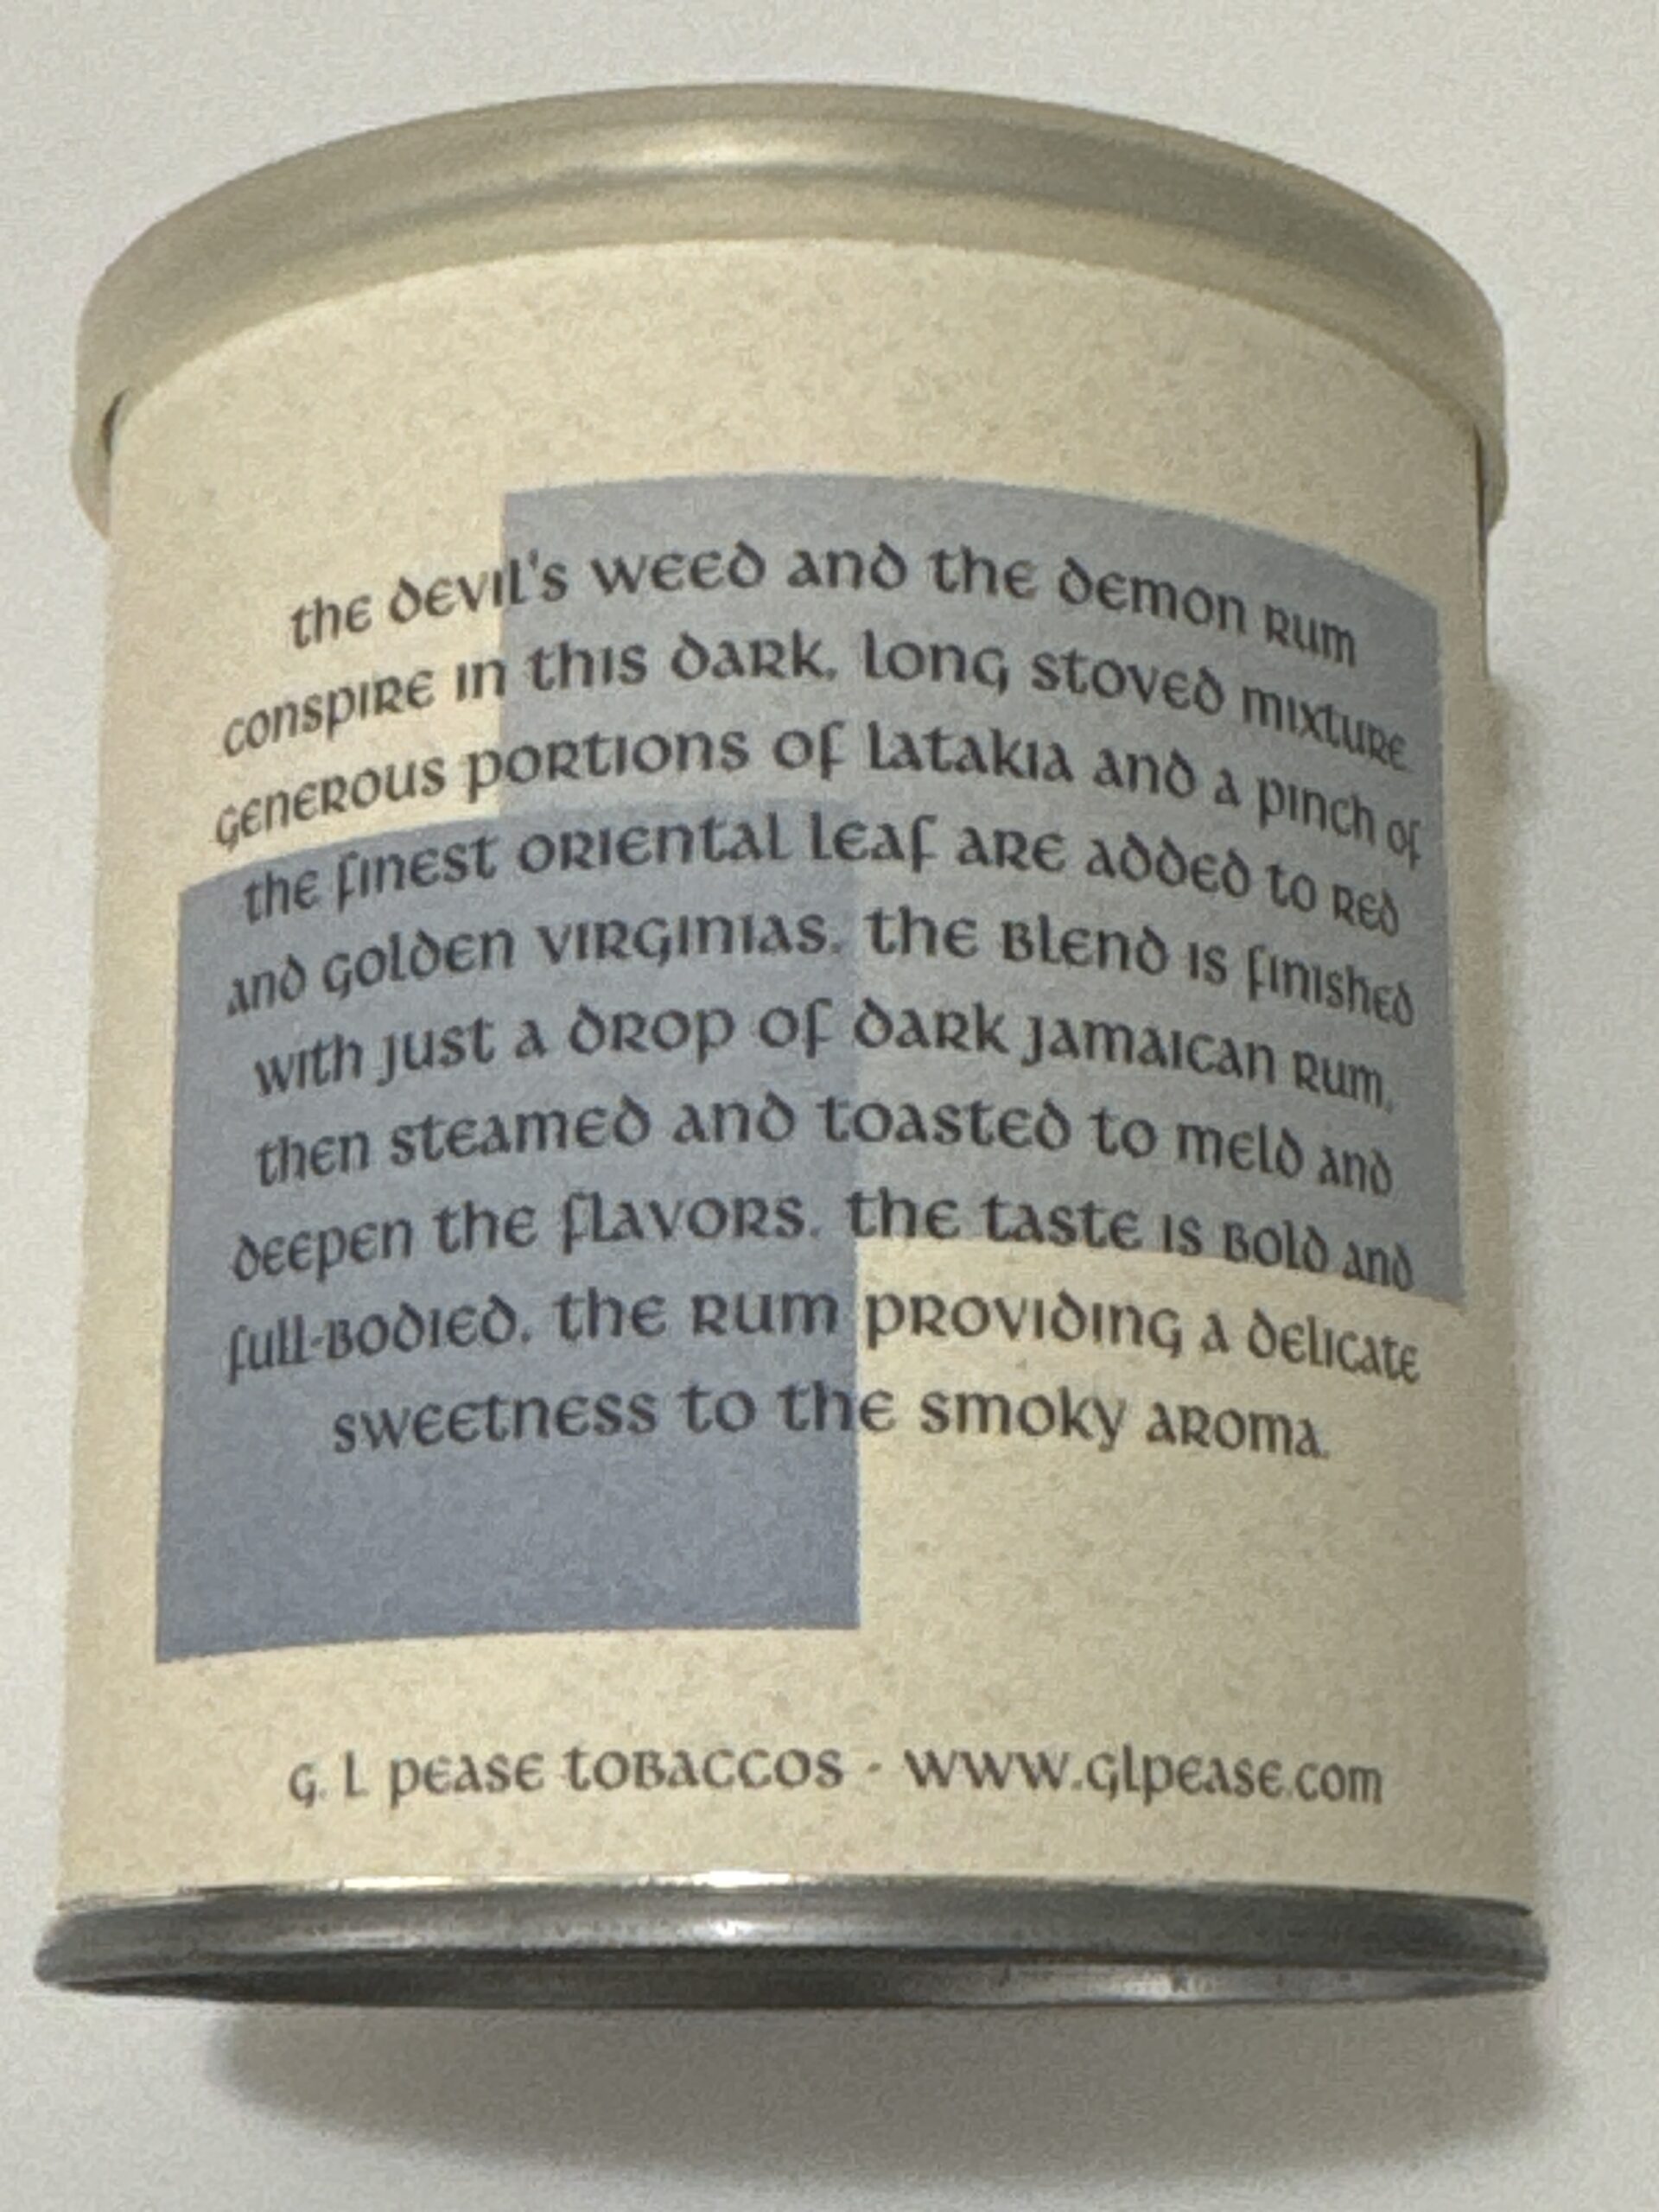 the devil's weed and the demon rum
conspire in this dark, long stoved mixture.
generous portions of latakia and a pinch of
the finest oriental leaf are added to red
and golden virginias. the blend is finished
with just a drop of dark jamaican rum,
then steamed and toasted to meld and
deepen the flavors. the taste is bold and
full-bodied, the rum providing a delicate
sweetness to the smoky aroma.
g. l. pease tobaccos · www.glpease.com